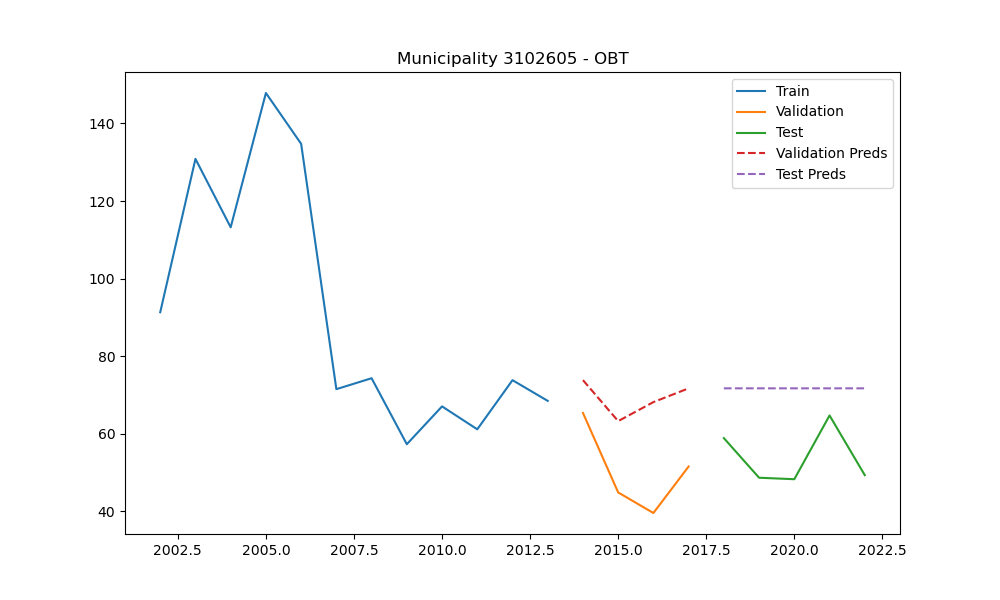 Municipality 3102605 - OBT
Train
Validation
Test
Validation Preds
Test Preds
140
120
100
80
60
40
2002.5 2005.0 2007.5 2010.0 2012.5 2015.0 2017.5 2020.0 2022.5